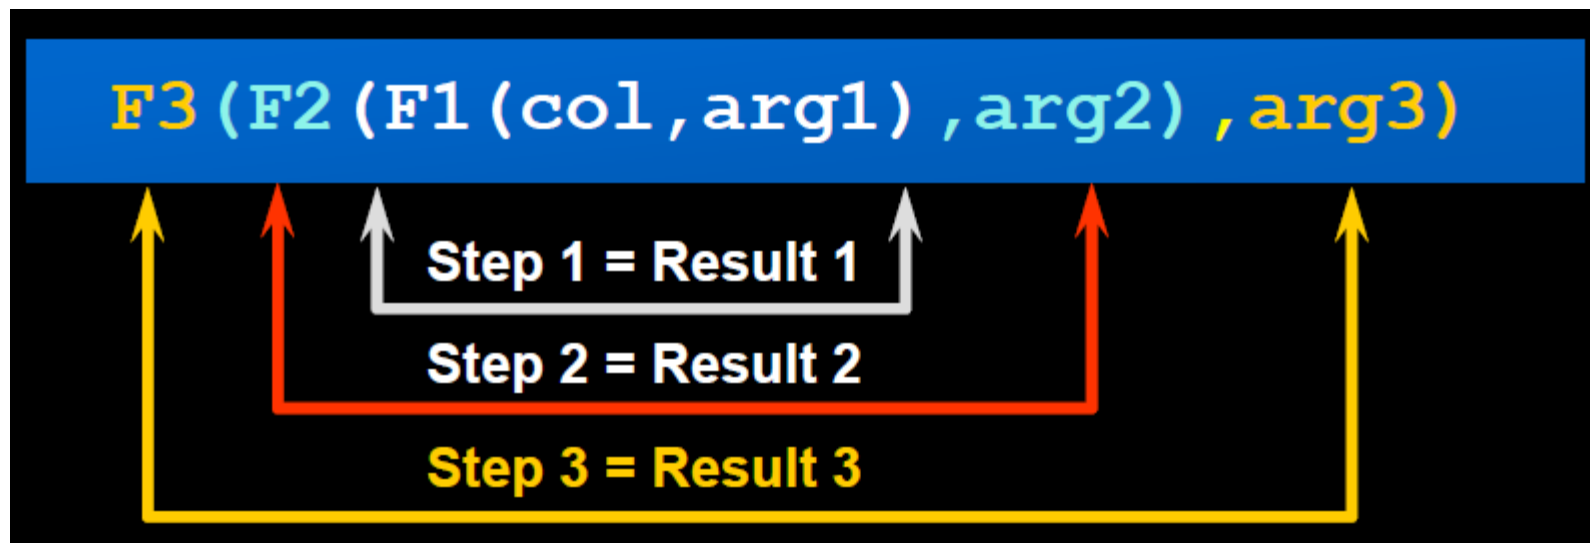 F3(F2(F1(col,arg1),arg2),arg3)
Step 1 = Result 1
Step 2 = Result 2
Step 3 = Result 3